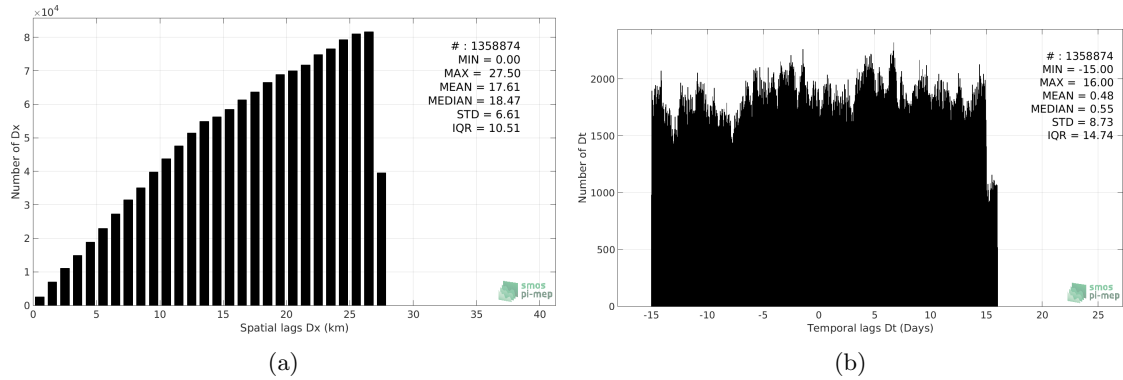 ×10⁴
8
7
6
5
4
3
2
1
0
Number of Dx
# : 1358874
MIN = 0.00
MAX = 27.50
MEAN = 17.61
MEDIAN = 18.47
STD = 6.61
IQR = 10.51
smos
pi-mep
0 5 10 15 20 25 30 35 40
Spatial lags Dx (km)
(a)
2000
1500
1000
500
0
Number of Dt
# : 1358874
MIN = -15.00
MAX = 16.00
MEAN = 0.48
MEDIAN = 0.55
STD = 8.73
IQR = 14.74
smos
pi-mep
-15 -10 -5 0 5 10 15 20 25
Temporal lags Dt (Days)
(b)